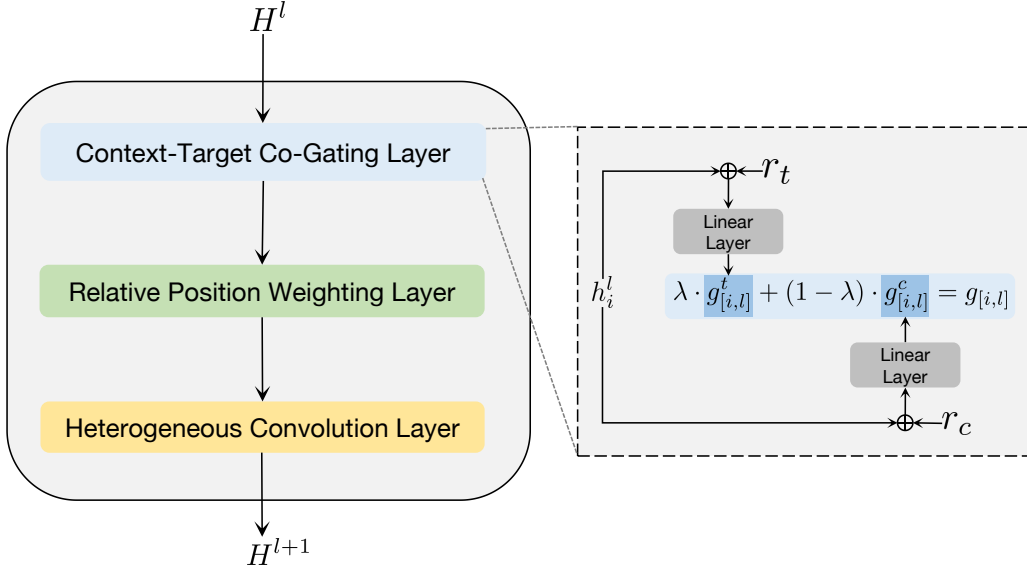 H^l
Context-Target Co-Gating Layer
Relative Position Weighting Layer
Heterogeneous Convolution Layer
H^{l+1}
⊕ r_t
Linear
Layer
h_i^l
λ · g^t_{[i,l]} + (1 − λ) · g^c_{[i,l]} = g_{[i,l]}
Linear
Layer
⊕ r_c